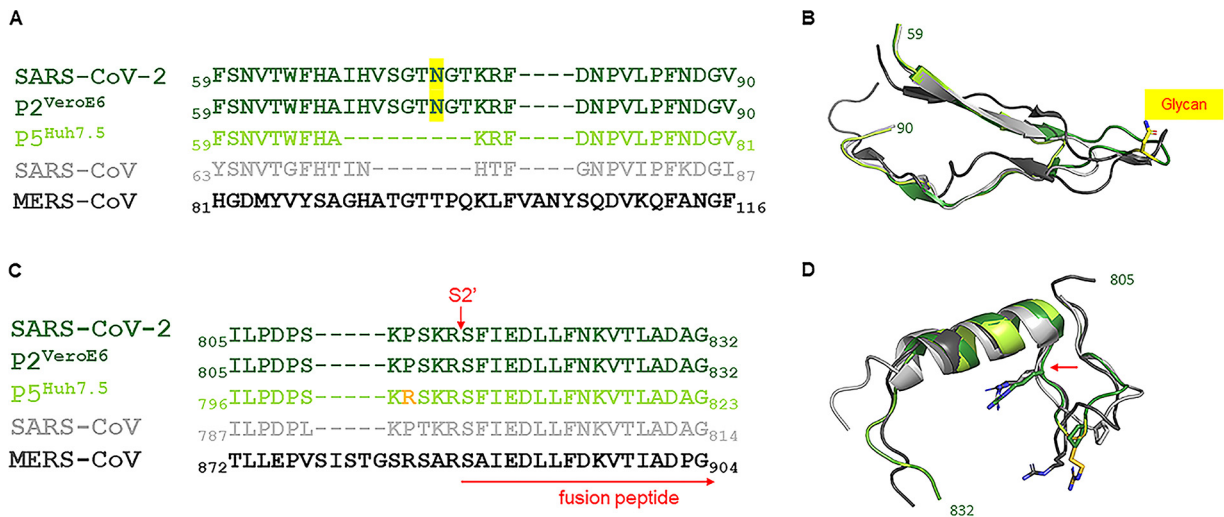 A
SARS-CoV-2 59FSNVTWFHAIHVSGTNGTKRF----DNPVLPFNDGV90
P2VeroE6 59FSNVTWFHAIHVSGTNGTKRF----DNPVLPFNDGV90
P5Huh7.5 59FSNVTWFHA---------KRF----DNPVLPFNDGV81
SARS-CoV 63YSNVTGFHTIN-------HTF----GNPVIPFKDGI87
MERS-CoV 81HGDMYVYSAGHATGTTPQKLFVANYSQDVKQFANGF116
B
59
90
Glycan
C
S2’
SARS-CoV-2 805ILPDPS-----KPSKRSFIEDLLFNKVTLADAG832
P2VeroE6 805ILPDPS-----KPSKRSFIEDLLFNKVTLADAG832
P5Huh7.5 796ILPDPS-----KRSKRSFIEDLLFNKVTLADAG823
SARS-CoV 787ILPDPL-----KPTKRSFIEDLLFNKVTLADAG814
MERS-CoV 872TLLEPVSISTGSRSARSAIEDLLFDKVTIADPG904
fusion peptide
D
805
832